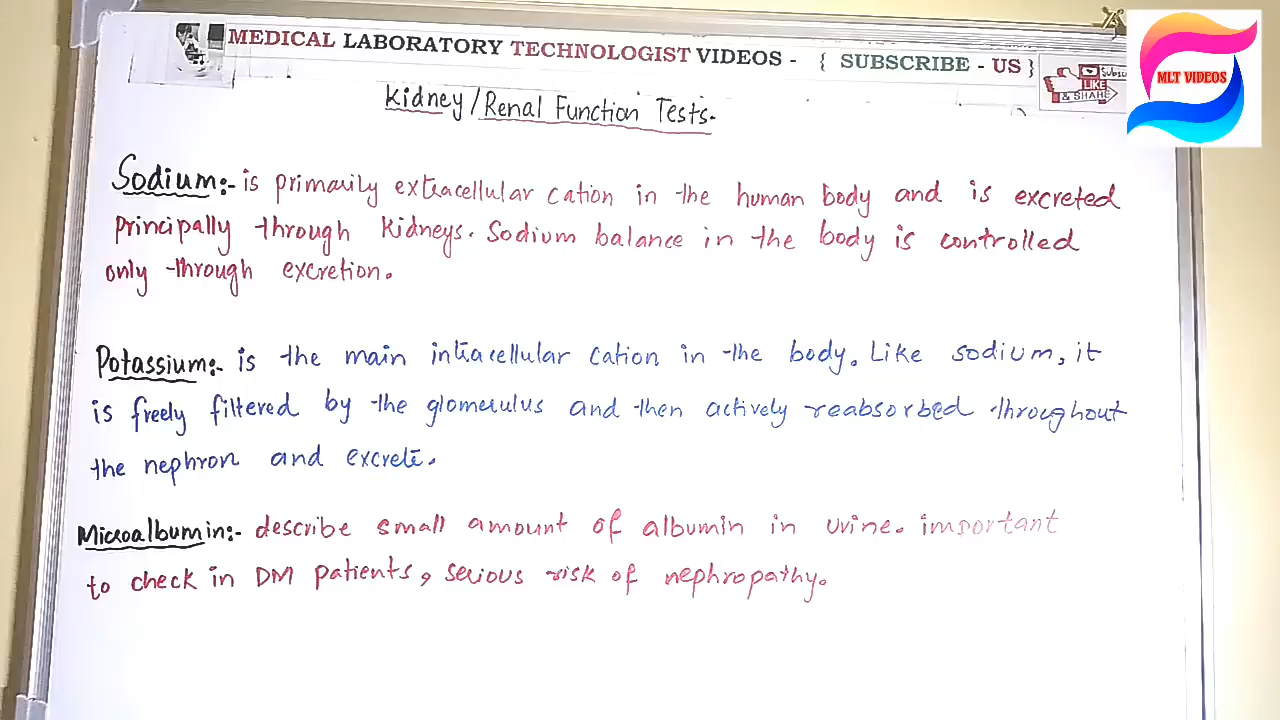 MEDICAL LABORATORY TECHNOLOGIST VIDEOS - { SUBSCRIBE - US }
Subsc
LIKE
& SHARE
MLT VIDEOS
Kidney/Renal Function Tests.
Sodium:- is primarily extracellular cation in the human body and is excreted
principally through kidneys. Sodium balance in the body is controlled
only through excretion.
Potassium:- is the main intracellular cation in the body. Like sodium, it
is freely filtered by the glomerulus and then actively reabsorbed throughout
the nephron and excrete.
Microalbumin:- describe small amount of albumin in urine. important
to check in DM patients, serious risk of nephropathy.